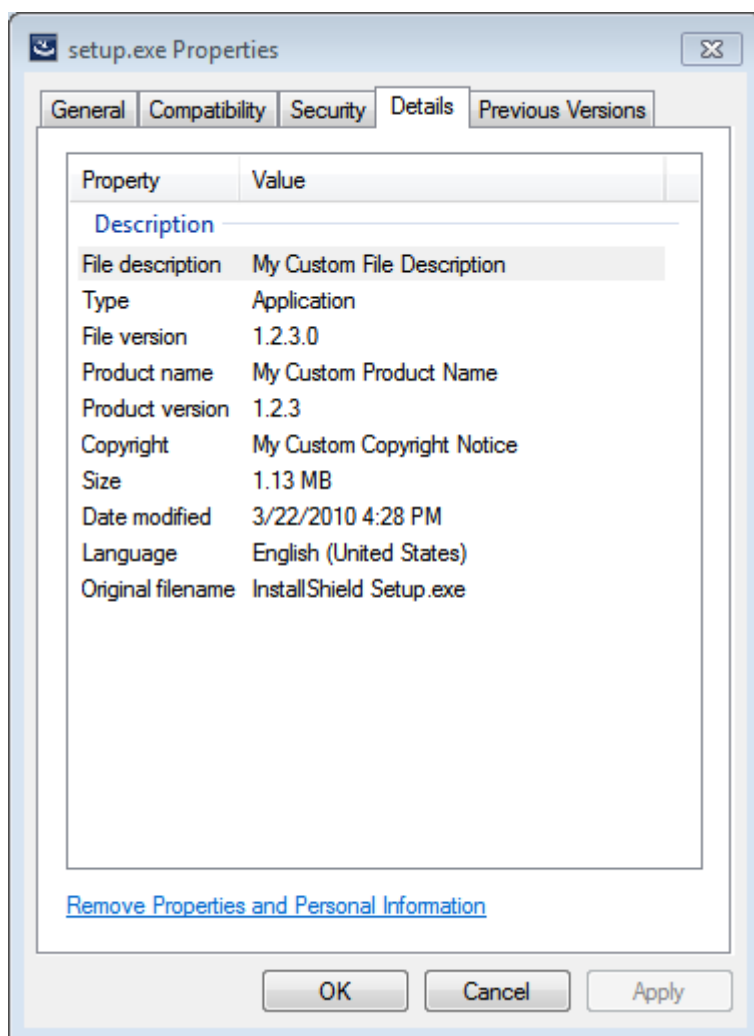 setup.exe Properties
General Compatibility Security Details Previous Versions
Property Value
Description
File description My Custom File Description
Type Application
File version 1.2.3.0
Product name My Custom Product Name
Product version 1.2.3
Copyright My Custom Copyright Notice
Size 1.13 MB
Date modified 3/22/2010 4:28 PM
Language English (United States)
Original filename InstallShield Setup.exe
Remove Properties and Personal Information
OK Cancel Apply